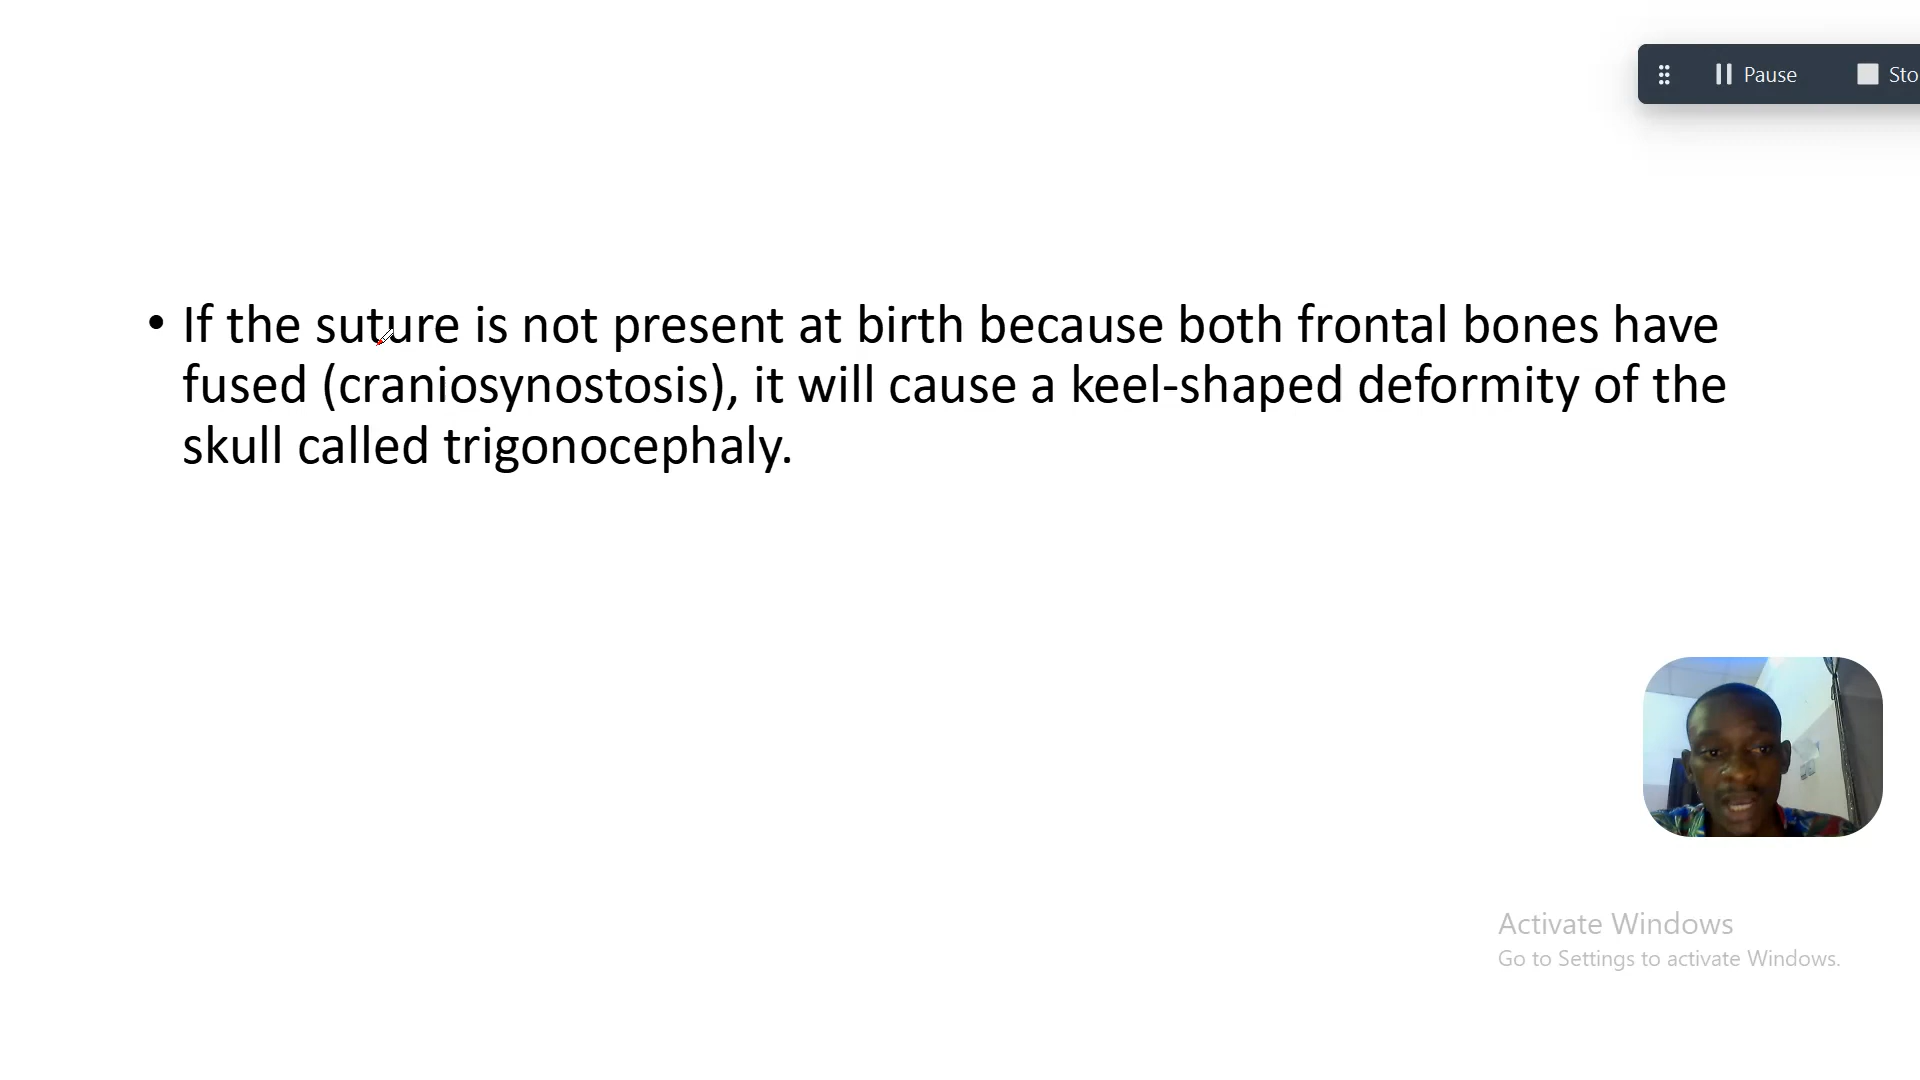 Pause
Sto
• If the suture is not present at birth because both frontal bones have
fused (craniosynostosis), it will cause a keel-shaped deformity of the
skull called trigonocephaly.
Activate Windows
Go to Settings to activate Windows.